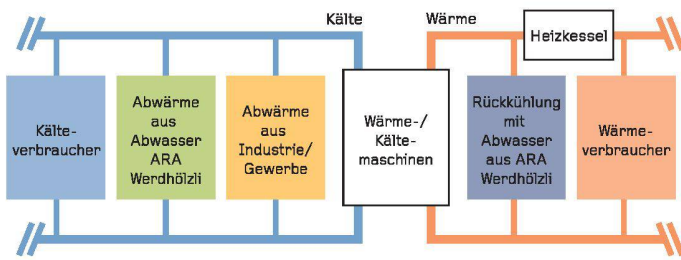 Kälte
Wärme
Heizkessel
Kälte-
verbraucher
Abwärme
aus
Abwasser
ARA
Werdhölzli
Abwärme
aus
Industrie/
Gewerbe
Wärme-/
Kälte-
maschinen
Rückkühlung
mit
Abwasser
aus ARA
Werdhölzli
Wärme-
verbraucher